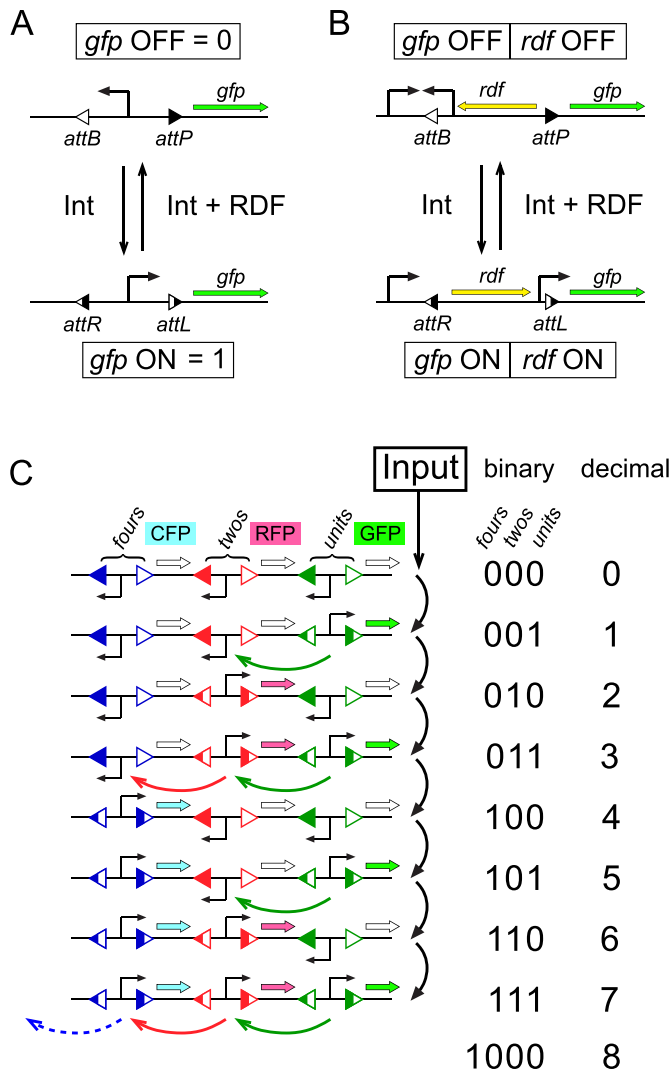 A
gfp OFF = 0
gfp
attB attP
Int Int + RDF
gfp
attR attL
gfp ON = 1
B
gfp OFF rdf OFF
rdf gfp
attB attP
Int Int + RDF
rdf gfp
attR attL
gfp ON rdf ON
C
Input binary decimal
fours CFP twos RFP units GFP
fours twos units
000 0
001 1
010 2
011 3
100 4
101 5
110 6
111 7
1000 8